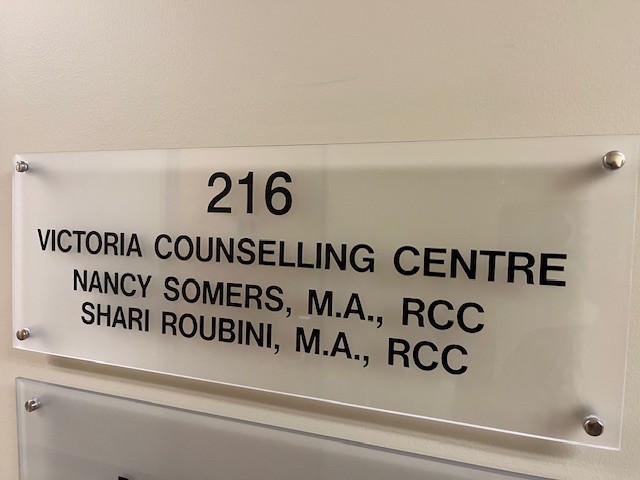 216
VICTORIA COUNSELLING CENTRE
NANCY SOMERS, M.A., RCC
SHARI ROUBINI, M.A., RCC